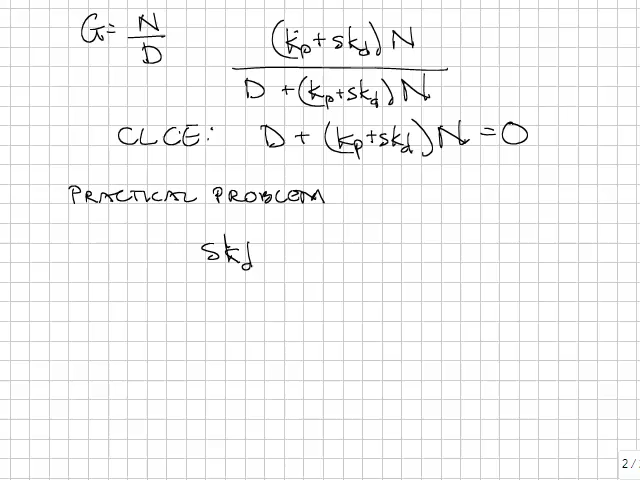 G = N/D
(kp + skd) N / D + (kp + skd) N
CLCE: D + (kp + skd) N = 0
PRACTICAL PROBLEM
skd
2/